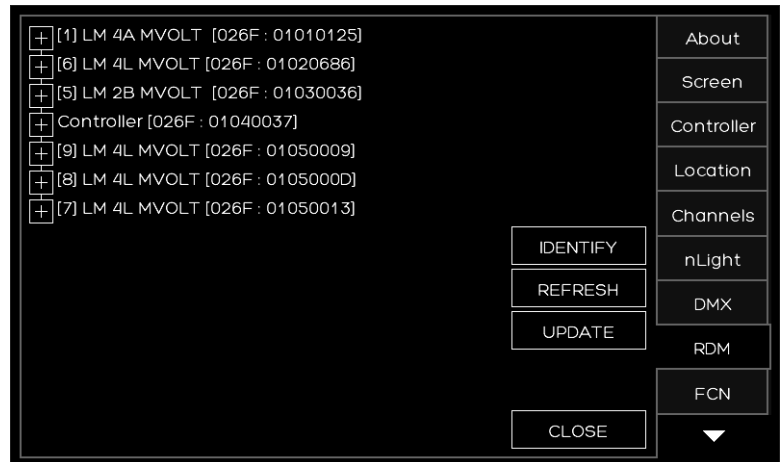 [1] LM 4A MVOLT [026F : 01010125]
[6] LM 4L MVOLT [026F : 01020686]
[5] LM 2B MVOLT [026F : 01030036]
Controller [026F : 01040037]
[9] LM 4L MVOLT [026F : 01050009]
[8] LM 4L MVOLT [026F : 0105000D]
[7] LM 4L MVOLT [026F : 01050013]
IDENTIFY
REFRESH
UPDATE
CLOSE
About
Screen
Controller
Location
Channels
nLight
DMX
RDM
FCN